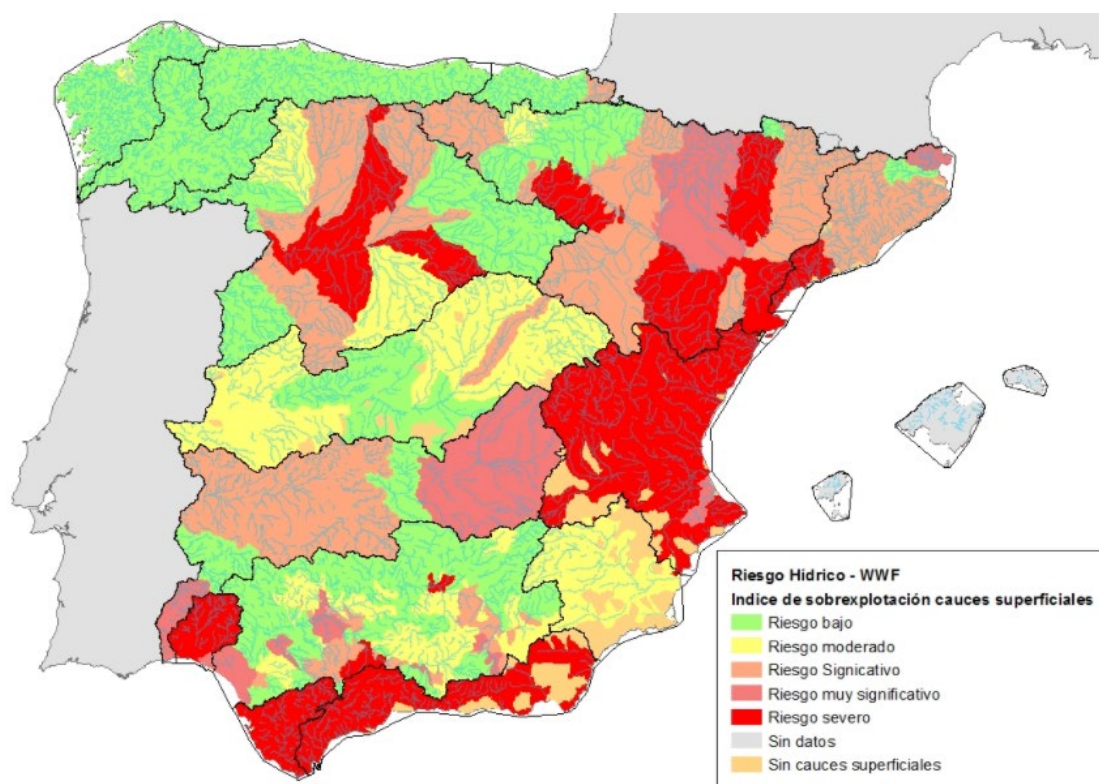 Riesgo Hídrico - WWF
Indice de sobrexplotación cauces superficiales
Riesgo bajo
Riesgo moderado
Riesgo Signicativo
Riesgo muy significativo
Riesgo severo
Sin datos
Sin cauces superficiales